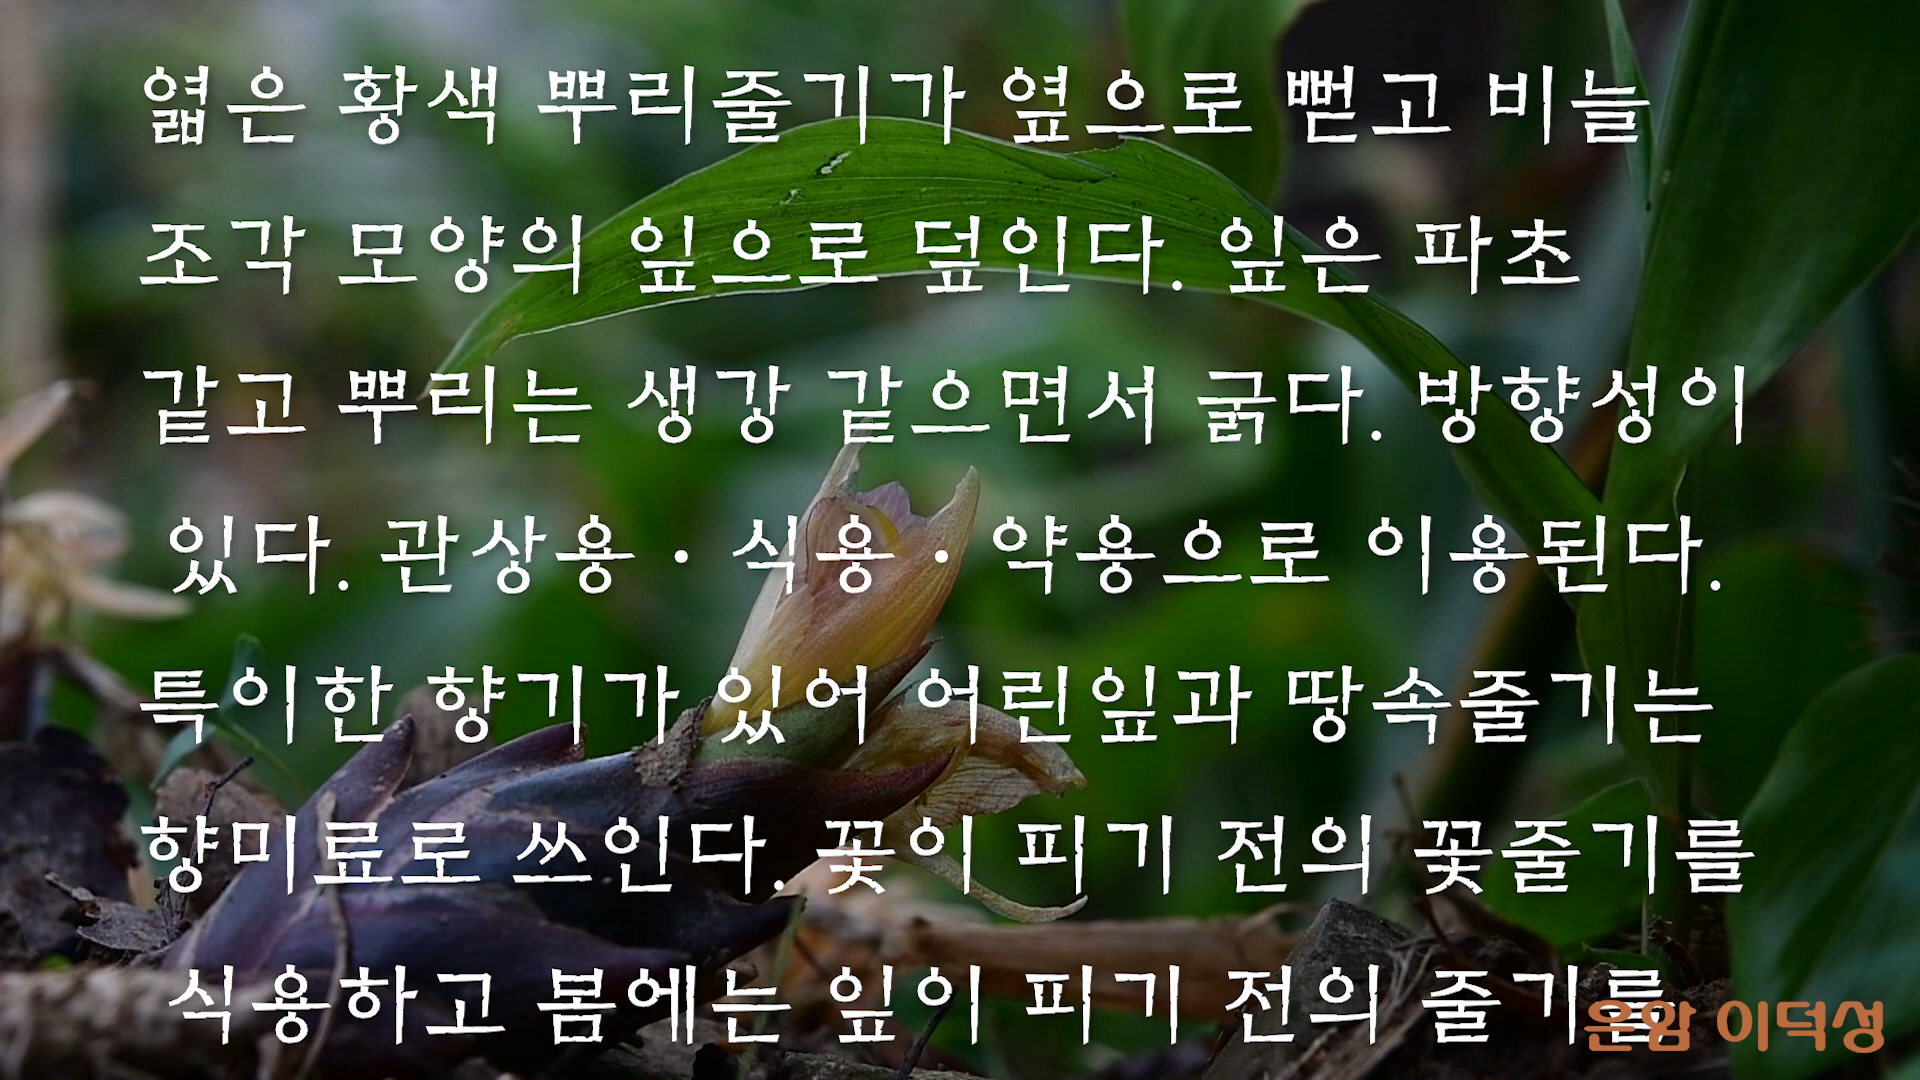 엷은 황색 뿌리줄기가 옆으로 뻗고 비늘
조각 모양의 잎으로 덮인다. 잎은 파초
같고 뿌리는 생강 같으면서 굵다. 방향성이
있다. 관상용·식용·약용으로 이용된다.
특이한 향기가 있어 어린잎과 땅속줄기는
향미료로 쓰인다. 꽃이 피기 전의 꽃줄기를
식용하고 봄에는 잎이 피기 전의 줄기를
운암 이덕성